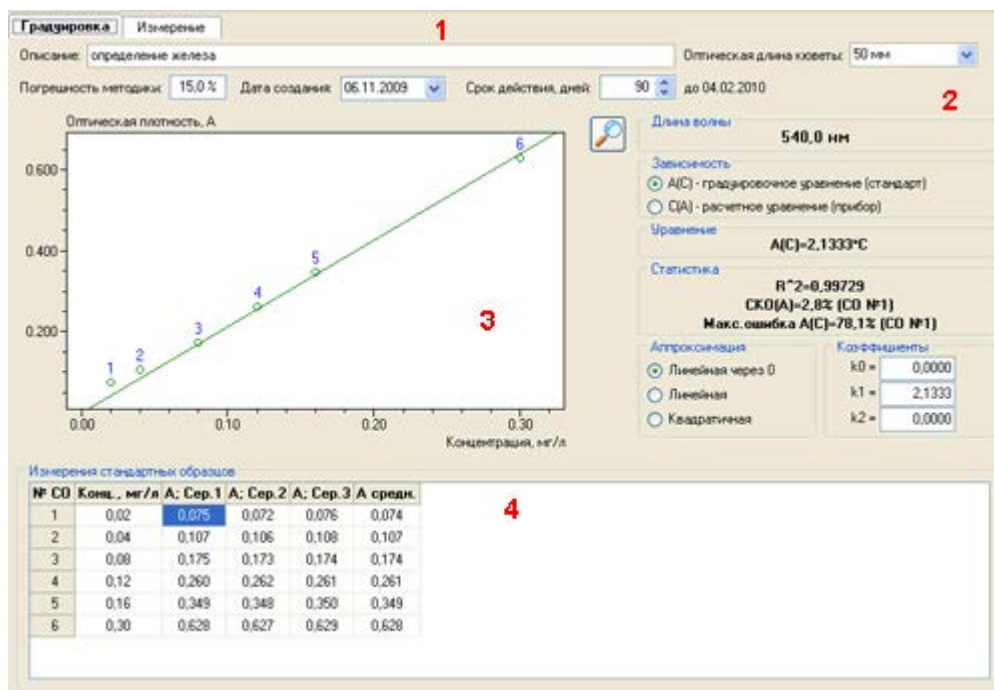 Градуировка Измерение
1
Описание: определение железа Оптическая длина кюветы: 50 мм
Погрешность методики: 15,0 % Дата создания: 06.11.2009 Срок действия, дней: 90 до 04.02.2010
2
Оптическая плотность, А
0.600
0.400
0.200
1
2
3
4
5
6
3
0.00 0.10 0.20 0.30
Концентрация, мг/л
Длина волны
540,0 нм
Зависимость
A(C) - градуировочное уравнение (стандарт)
C(A) - расчетное уравнение (прибор)
Уравнение
A(C)=2,1333*C
Статистика
R^2=0,99729
СКО(А)=2,8% (СО №1)
Макс.ошибка A(C)=78,1% (СО №1)
Аппроксимация
Линейная через 0
Линейная
Квадратичная
Коэффициенты
k0 = 0,0000
k1 = 2,1333
k2 = 0,0000
Измерения стандартных образцов
№ СО Конц., мг/л А; Сер.1 А; Сер.2 А; Сер.3 А средн.
1 0,02 0,075 0,072 0,076 0,074
2 0,04 0,107 0,106 0,108 0,107
3 0,08 0,175 0,173 0,174 0,174
4 0,12 0,260 0,262 0,261 0,261
5 0,16 0,349 0,348 0,350 0,349
6 0,30 0,628 0,627 0,629 0,628
4